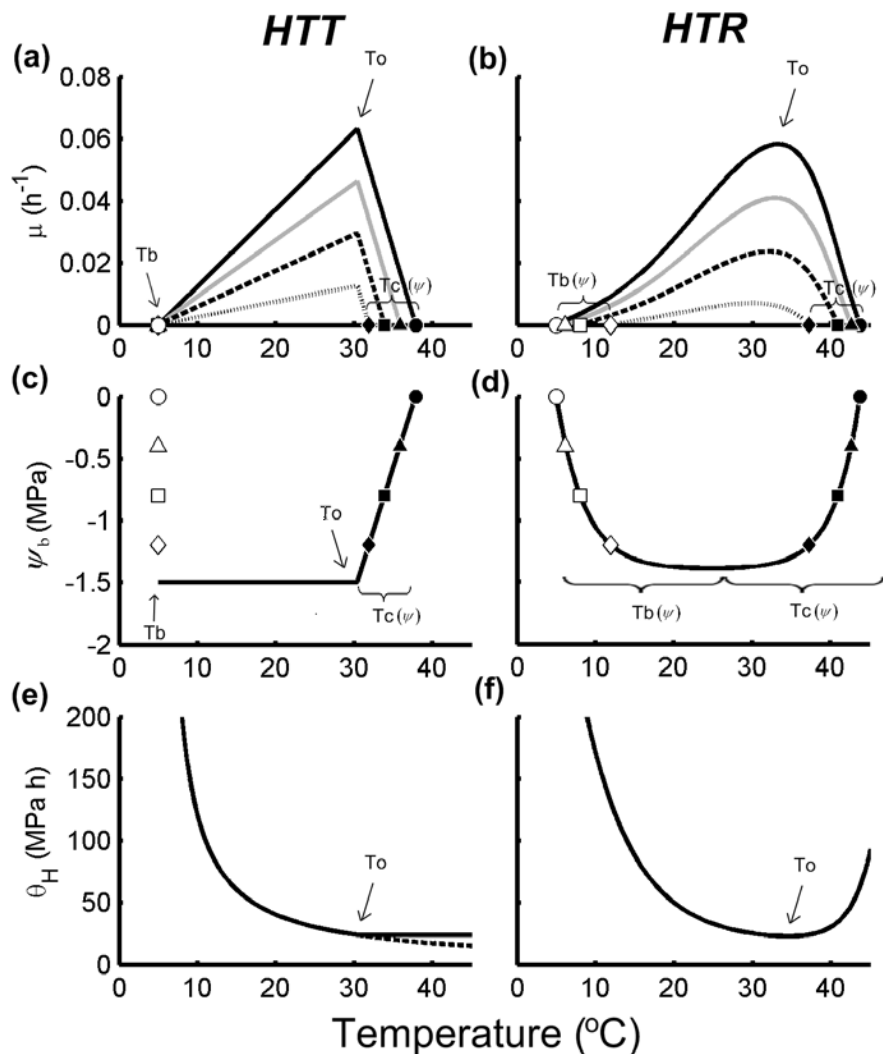 HTT HTR
(a) (b)
To To
0.08
0.06
0.04
0.02
0
μ (h⁻¹)
Tb Tc(ψ) Tb(ψ) Tc(ψ)
0 10 20 30 40 0 10 20 30 40
(c) (d)
0
-0.5
-1
-1.5
-2
ψb (MPa)
To
Tb Tc(ψ) Tb(ψ) Tc(ψ)
0 10 20 30 40 0 10 20 30 40
(e) (f)
200
150
100
50
0
θH (MPa h)
To To
0 10 20 30 40 0 10 20 30 40
Temperature (ºC)